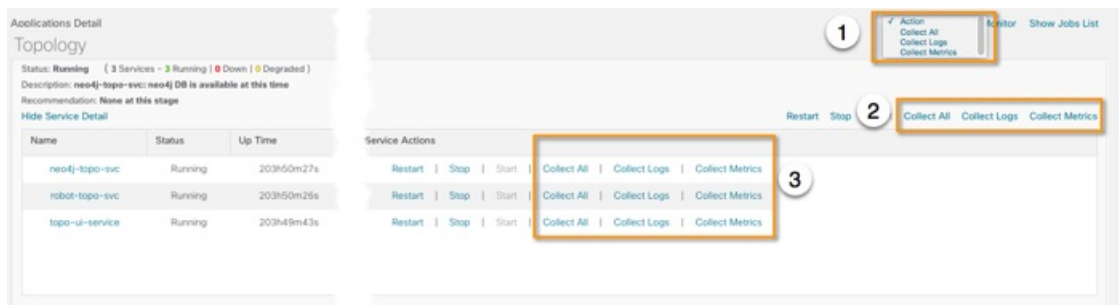 Applications Detail
✓ Action
Collect All
Collect Logs
Collect Metrics
Show Jobs List
1
Topology
Status: Running ( 3 Services - 3 Running | 0 Down | 0 Degraded )
Description: neo4j-topo-svc: neo4j DB is available at this time
Recommendation: None at this stage
Hide Service Detail
Restart Stop 2 Collect All Collect Logs Collect Metrics
Name Status Up Time Service Actions
neo4j-topo-svc Running 203h50m27s Restart | Stop | Start | Collect All | Collect Logs | Collect Metrics
robot-topo-svc Running 203h50m26s Restart | Stop | Start | Collect All | Collect Logs | Collect Metrics
topo-ui-service Running 203h49m43s Restart | Stop | Start | Collect All | Collect Logs | Collect Metrics
3